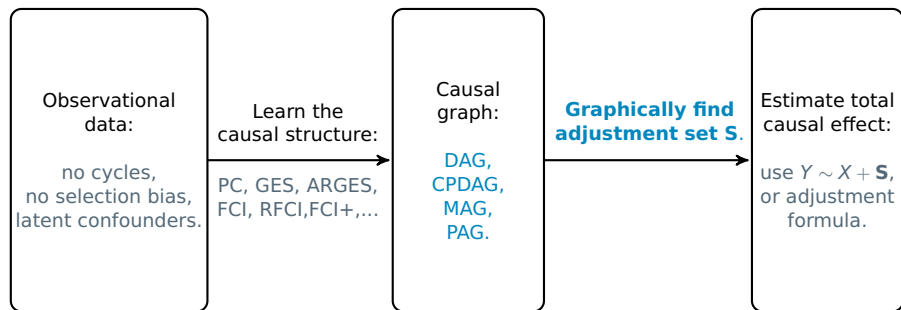 Observational
data:
no cycles,
no selection bias,
latent confounders.
Learn the
causal structure:
PC, GES, ARGES,
FCI, RFCI,FCI+,...
Causal
graph:
DAG,
CPDAG,
MAG,
PAG.
Graphically find
adjustment set S.
Estimate total
causal effect:
use Y ∼ X + S,
or adjustment
formula.